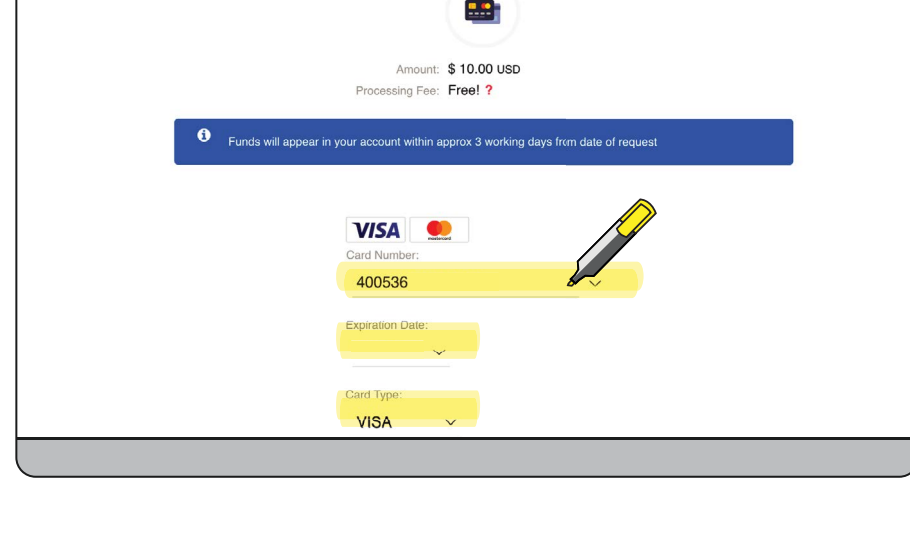 Amount: $ 10.00 USD
Processing Fee: Free! ?
Funds will appear in your account within approx 3 working days from date of request
VISA mastercard
Card Number:
400536
Expiration Date:
Card Type:
VISA